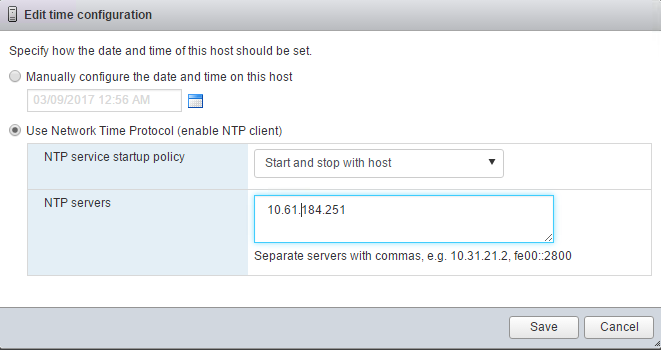 Edit time configuration
Specify how the date and time of this host should be set.
Manually configure the date and time on this host
03/09/2017 12:56 AM
Use Network Time Protocol (enable NTP client)
NTP service startup policy
Start and stop with host
NTP servers
10.61.184.251
Separate servers with commas, e.g. 10.31.21.2, fe00::2800
Save
Cancel